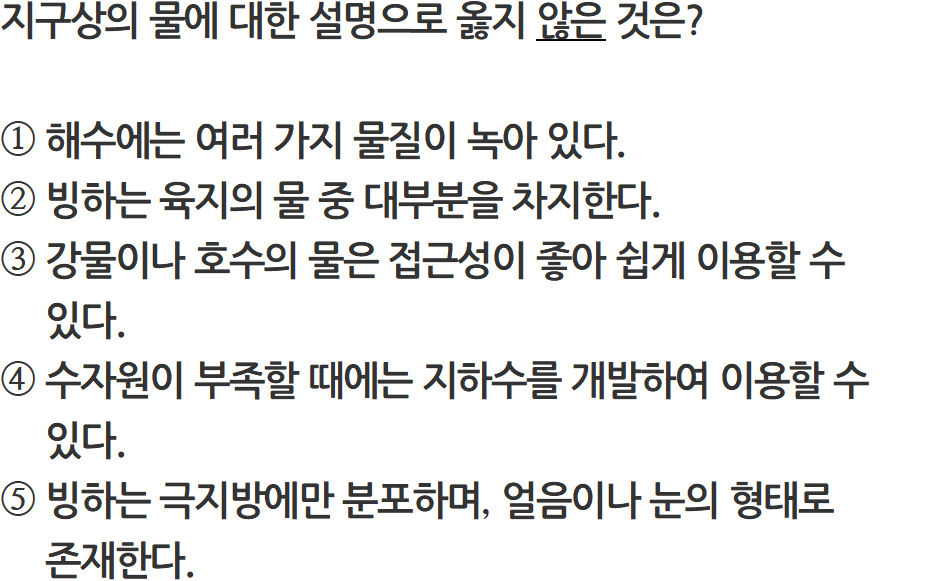 지구상의 물에 대한 설명으로 옳지 않은 것은?
① 해수에는 여러 가지 물질이 녹아 있다.
② 빙하는 육지의 물 중 대부분을 차지한다.
③ 강물이나 호수의 물은 접근성이 좋아 쉽게 이용할 수
있다.
④ 수자원이 부족할 때에는 지하수를 개발하여 이용할 수
있다.
⑤ 빙하는 극지방에만 분포하며, 얼음이나 눈의 형태로
존재한다.